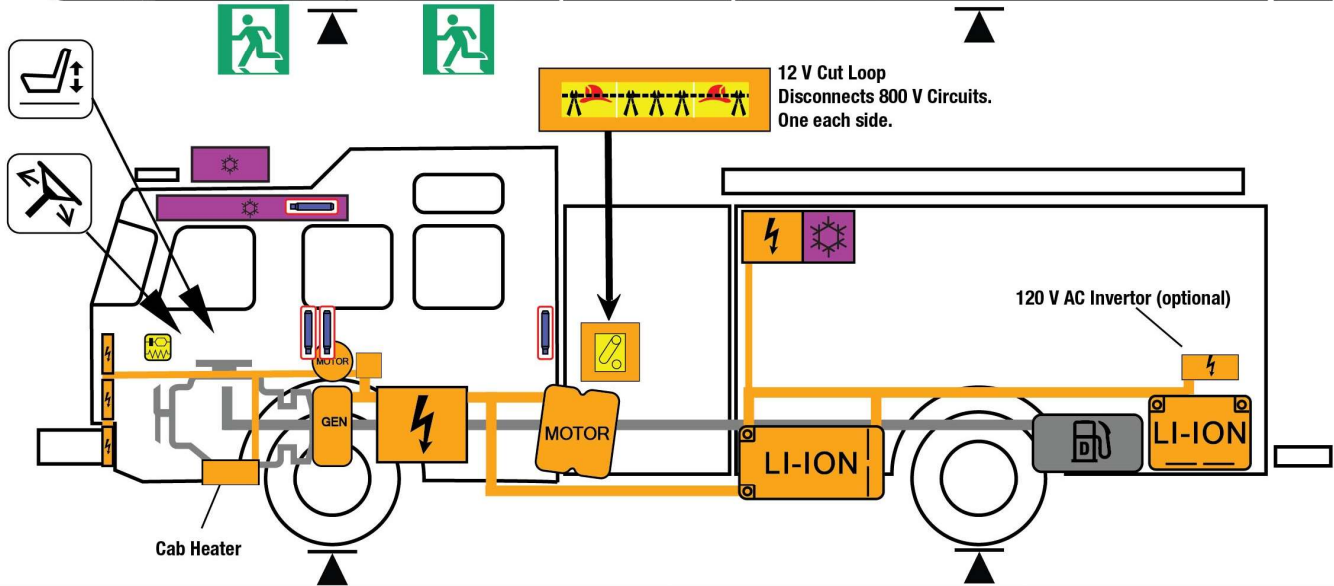 12 V Cut Loop
Disconnects 800 V Circuits.
One each side.
120 V AC Invertor (optional)
MOTOR
GEN
MOTOR
LI-ION
D
LI-ION
Cab Heater